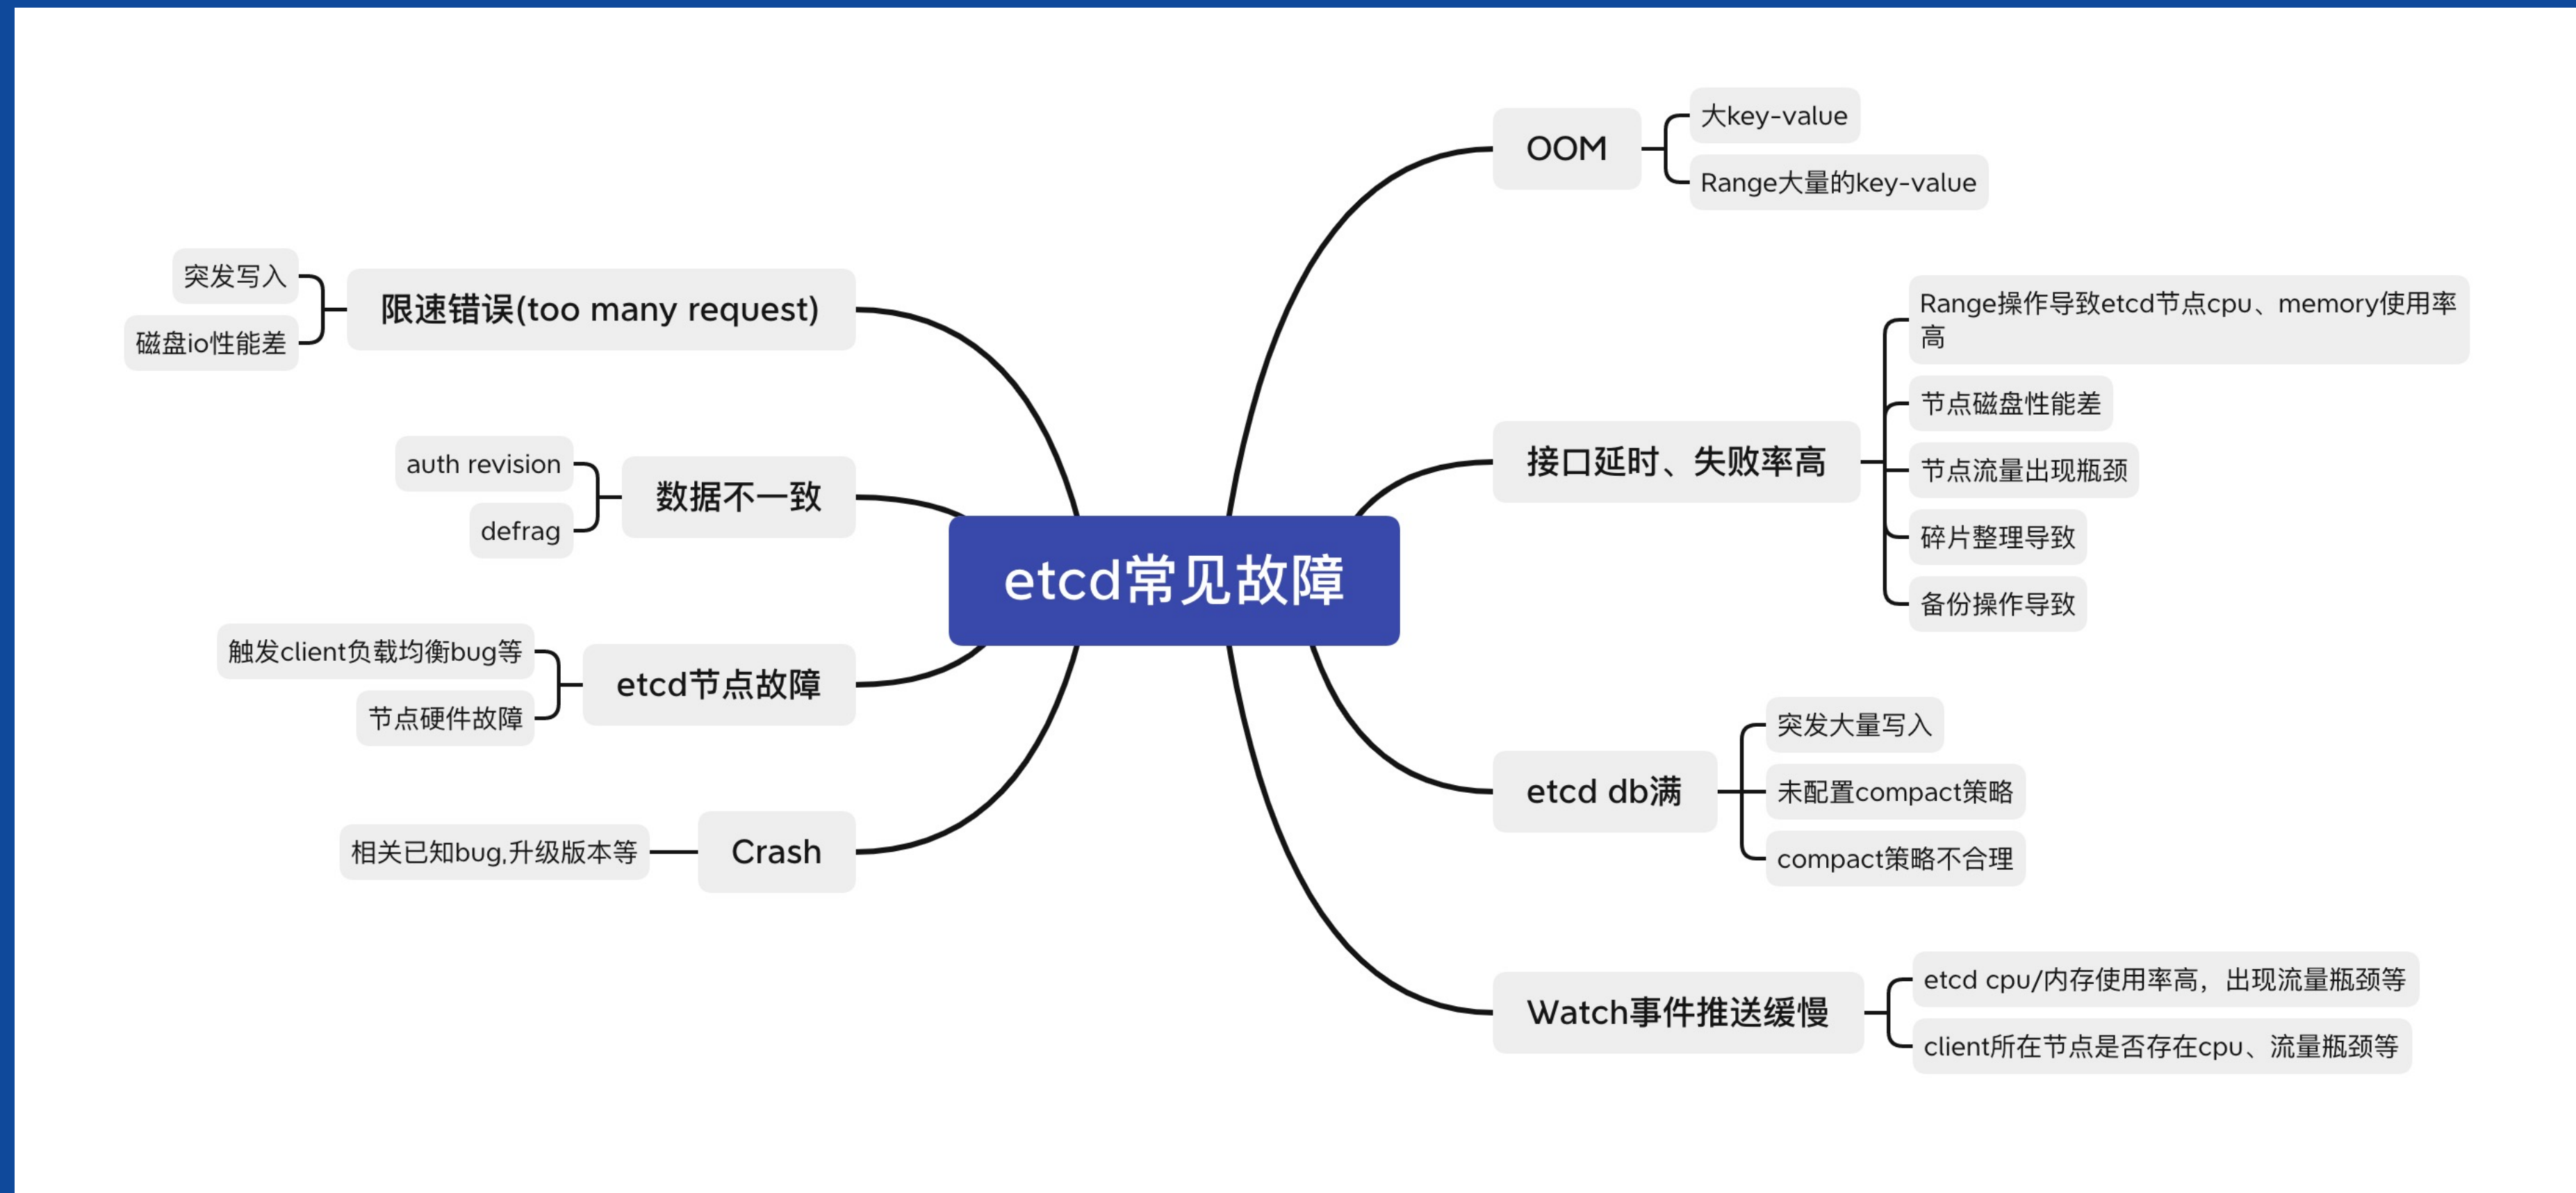 etcd常见故障
OOM
大key-value
Range大量的key-value
接口延时、失败率高
Range操作导致etcd节点cpu、memory使用率
高
节点磁盘性能差
节点流量出现瓶颈
碎片整理导致
备份操作导致
etcd db满
突发大量写入
未配置compact策略
compact策略不合理
Watch事件推送缓慢
etcd cpu/内存使用率高，出现流量瓶颈等
client所在节点是否存在cpu、流量瓶颈等
限速错误(too many request)
突发写入
磁盘io性能差
数据不一致
auth revision
defrag
etcd节点故障
触发client负载均衡bug等
节点硬件故障
Crash
相关已知bug,升级版本等